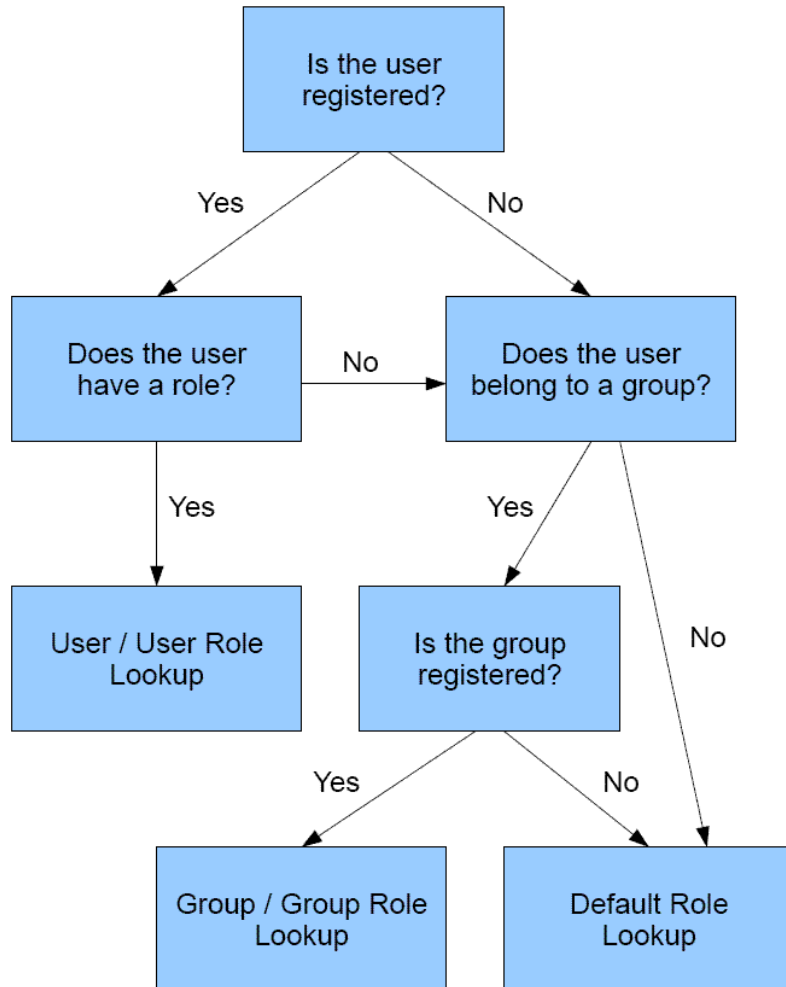 Is the user
registered?
Yes
No
Does the user
have a role?
No
Does the user
belong to a group?
Yes
Yes
No
User / User Role
Lookup
Is the group
registered?
Yes
No
Group / Group Role
Lookup
Default Role
Lookup